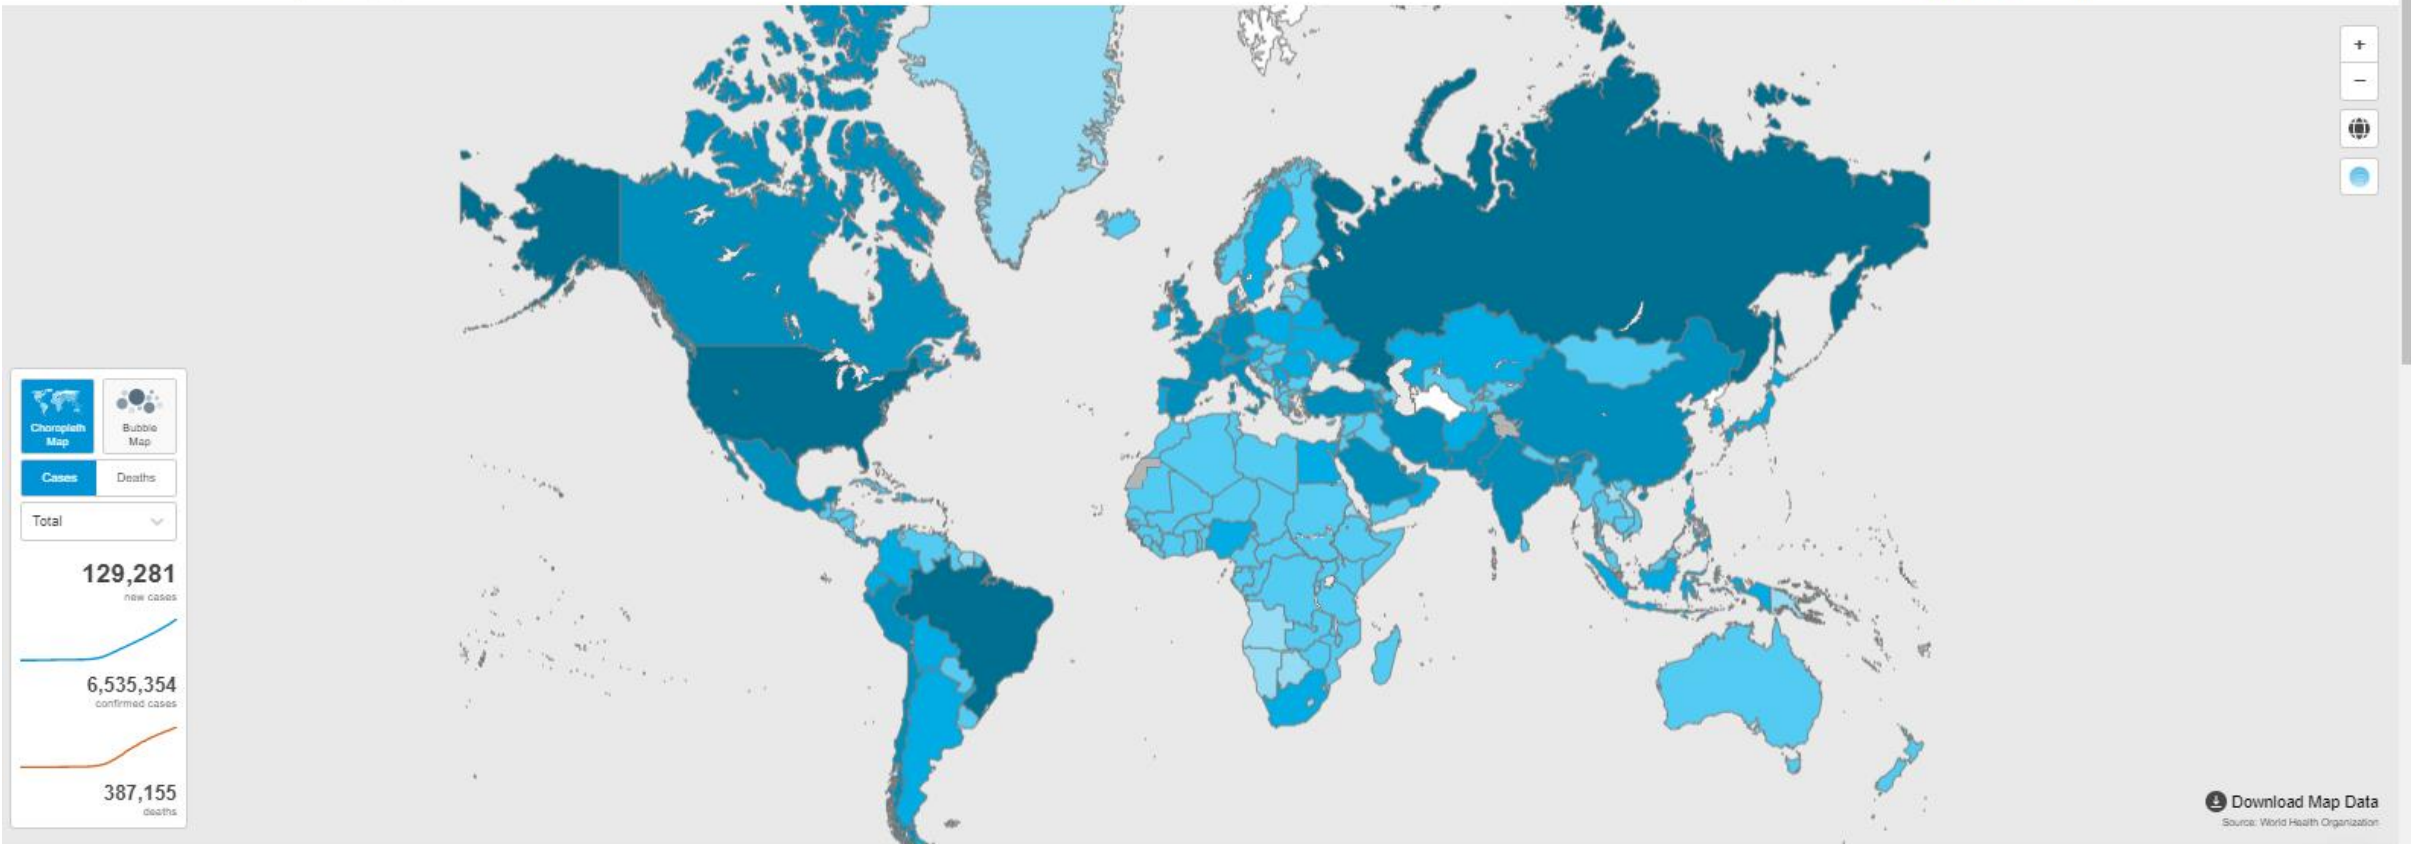 +
−
Choropleth
Map
Bubble
Map
Cases
Deaths
Total
129,281
new cases
6,535,354
confirmed cases
387,155
deaths
Download Map Data
Source: World Health Organization